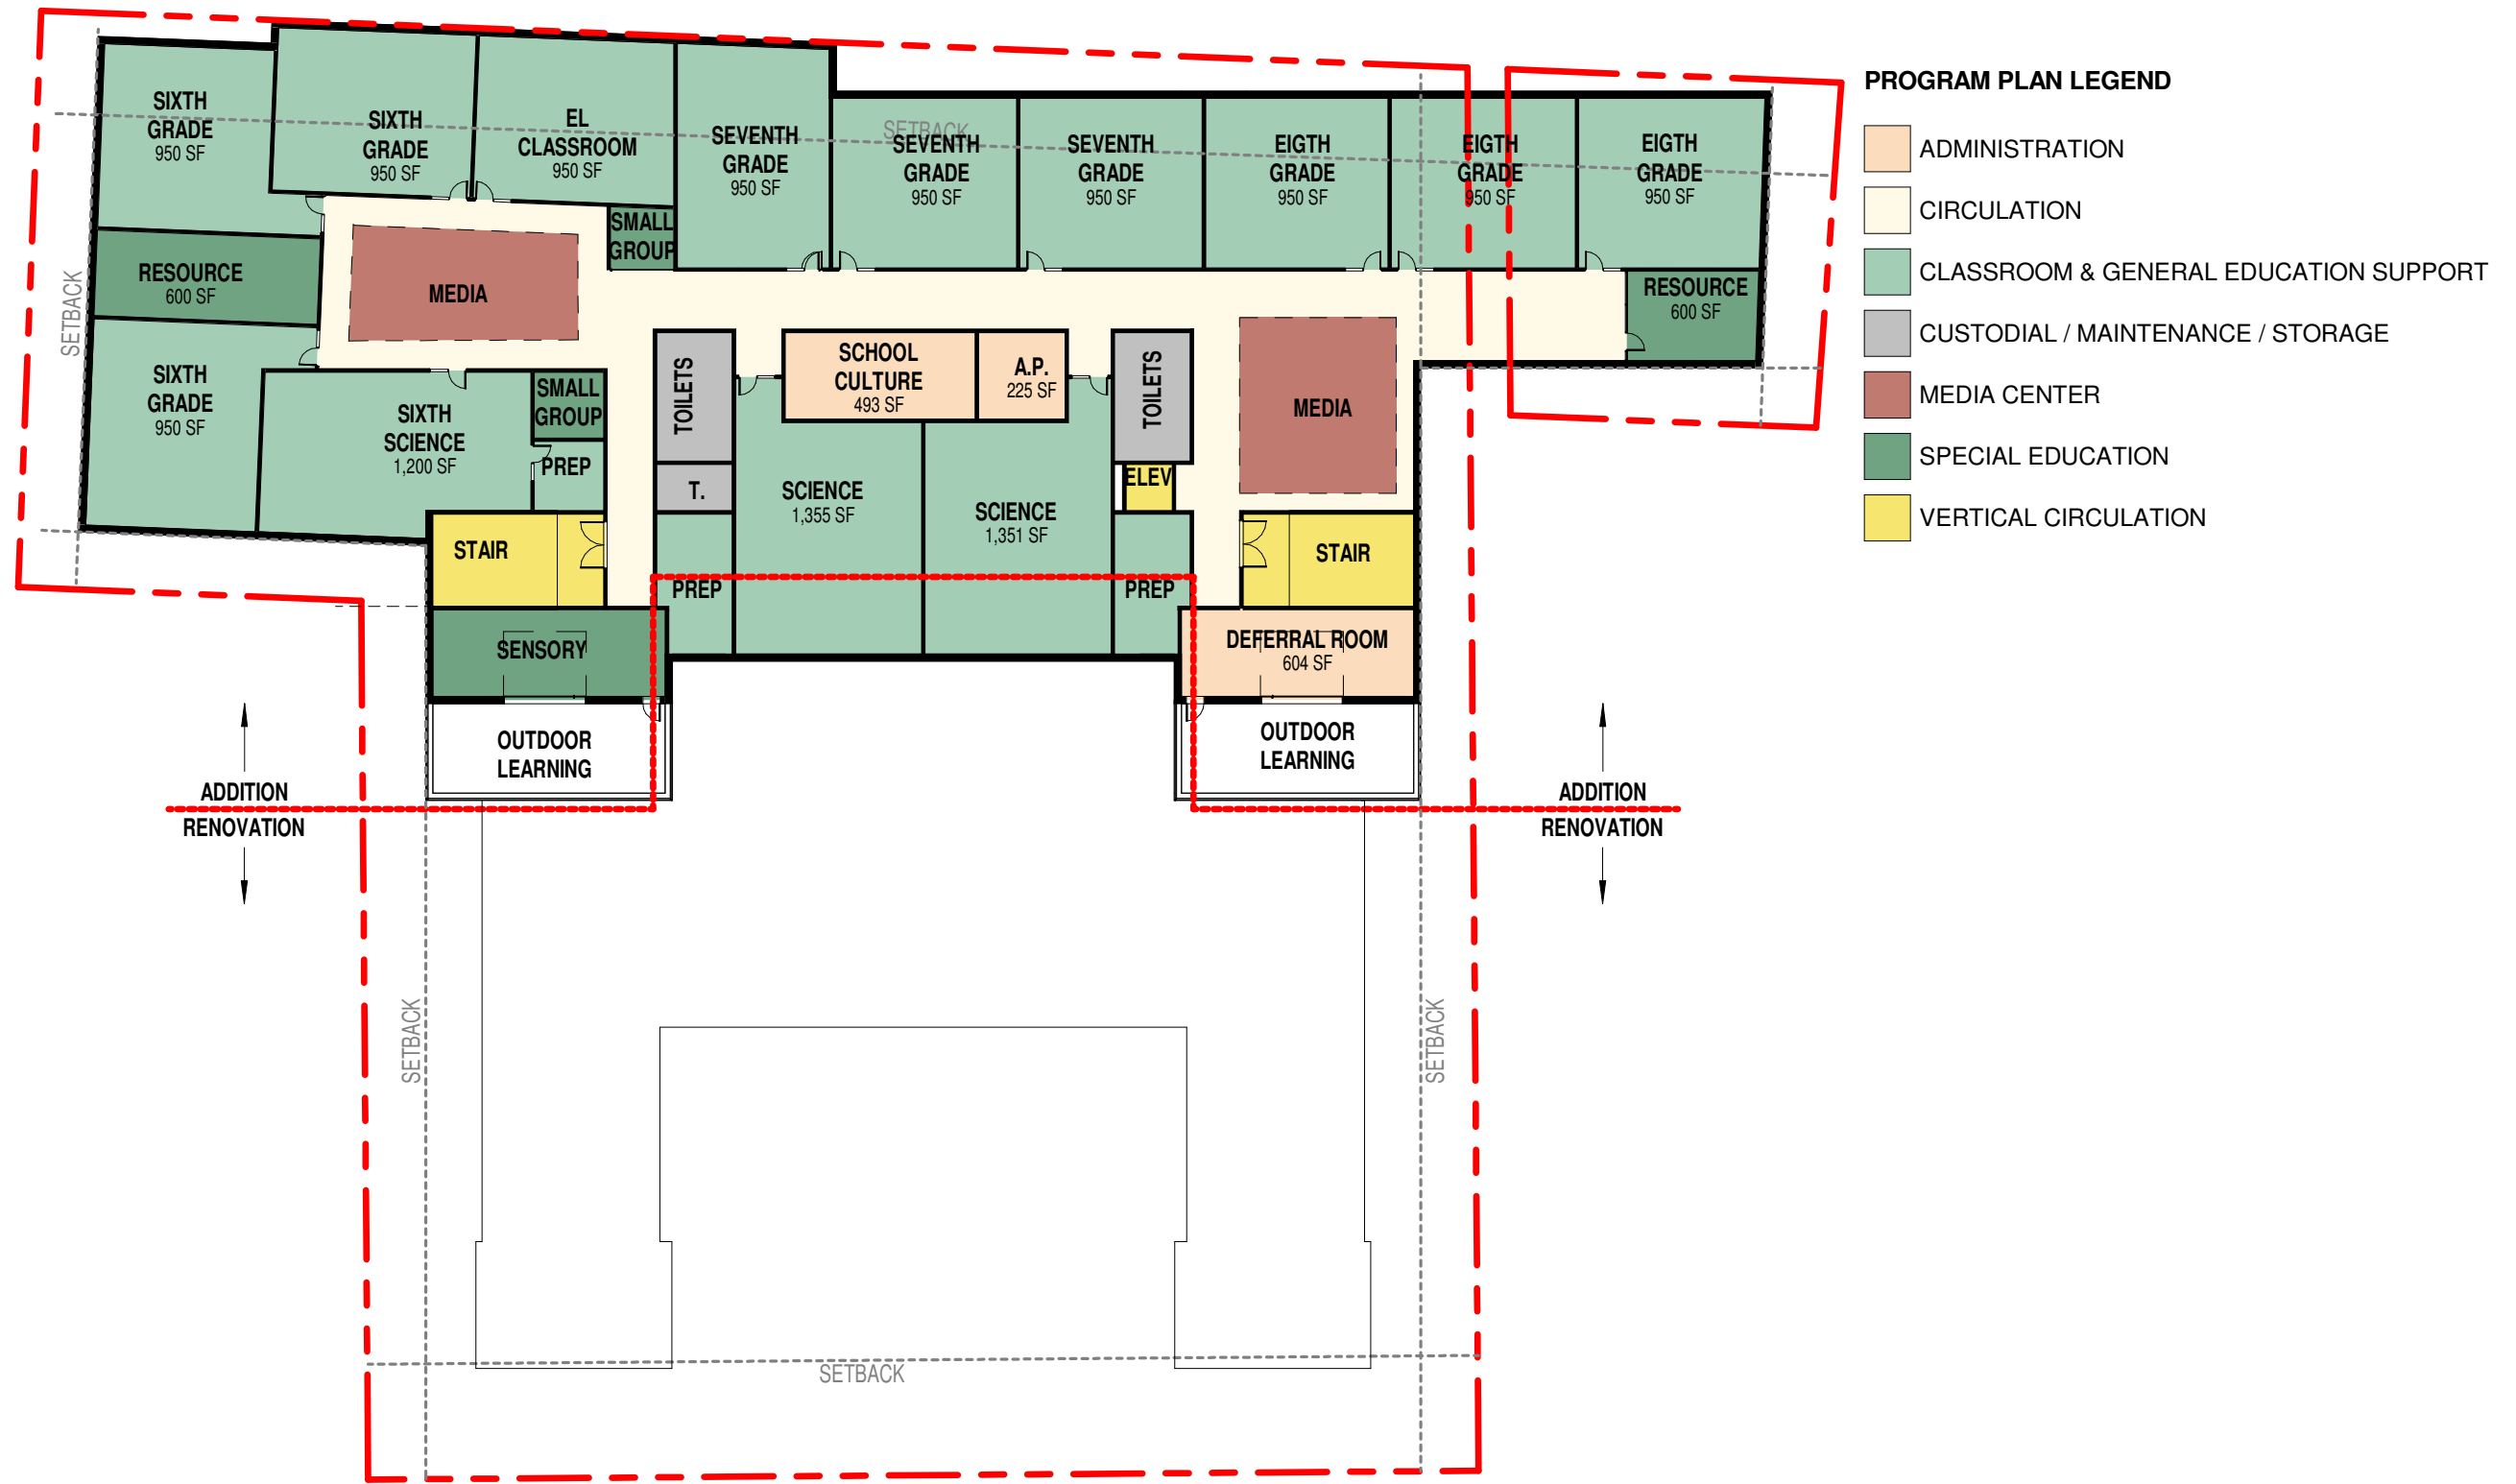 PROGRAM PLAN LEGEND
ADMINISTRATION
CIRCULATION
CLASSROOM & GENERAL EDUCATION SUPPORT
CUSTODIAL / MAINTENANCE / STORAGE
MEDIA CENTER
SPECIAL EDUCATION
VERTICAL CIRCULATION
SIXTH
GRADE
950 SF
SIXTH
GRADE
950 SF
EL
CLASSROOM
950 SF
SEVENTH
GRADE
950 SF
SETBACK
SEVENTH
GRADE
950 SF
SEVENTH
GRADE
950 SF
EIGTH
GRADE
950 SF
EIGTH
GRADE
950 SF
EIGTH
GRADE
950 SF
SMALL
GROUP
RESOURCE
600 SF
MEDIA
RESOURCE
600 SF
SETBACK
SIXTH
GRADE
950 SF
SIXTH
SCIENCE
1,200 SF
SMALL
GROUP
PREP
TOILETS
T.
SCHOOL
CULTURE
493 SF
A.P.
225 SF
TOILETS
ELEV
MEDIA
SCIENCE
1,355 SF
SCIENCE
1,351 SF
STAIR
STAIR
PREP
PREP
SENSORY
DEFERRAL ROOM
604 SF
OUTDOOR
LEARNING
OUTDOOR
LEARNING
ADDITION
RENOVATION
ADDITION
RENOVATION
SETBACK
SETBACK
SETBACK